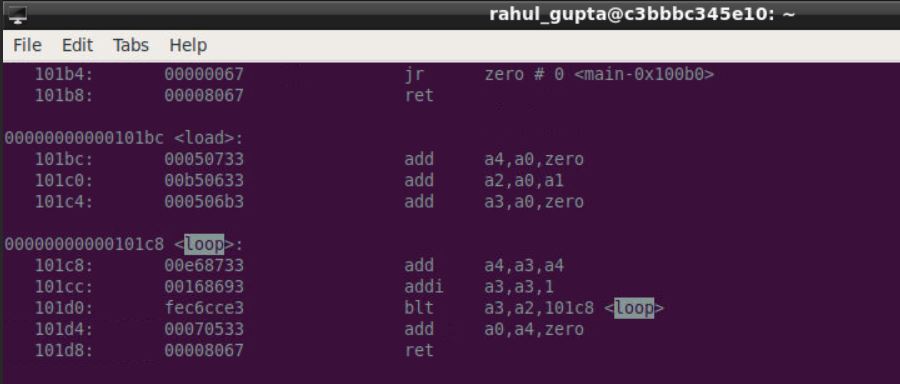 rahul_gupta@c3bbbc345e10: ~
File Edit Tabs Help
101b4: 00000067 jr zero # 0 <main-0x100b0>
101b8: 00008067 ret
00000000000101bc <load>:
101bc: 00050733 add a4,a0,zero
101c0: 00b50633 add a2,a0,a1
101c4: 000506b3 add a3,a0,zero
00000000000101c8 <loop>:
101c8: 00e68733 add a4,a3,a4
101cc: 00168693 addi a3,a3,1
101d0: fec6cce3 blt a3,a2,101c8 <loop>
101d4: 00070533 add a0,a4,zero
101d8: 00008067 ret